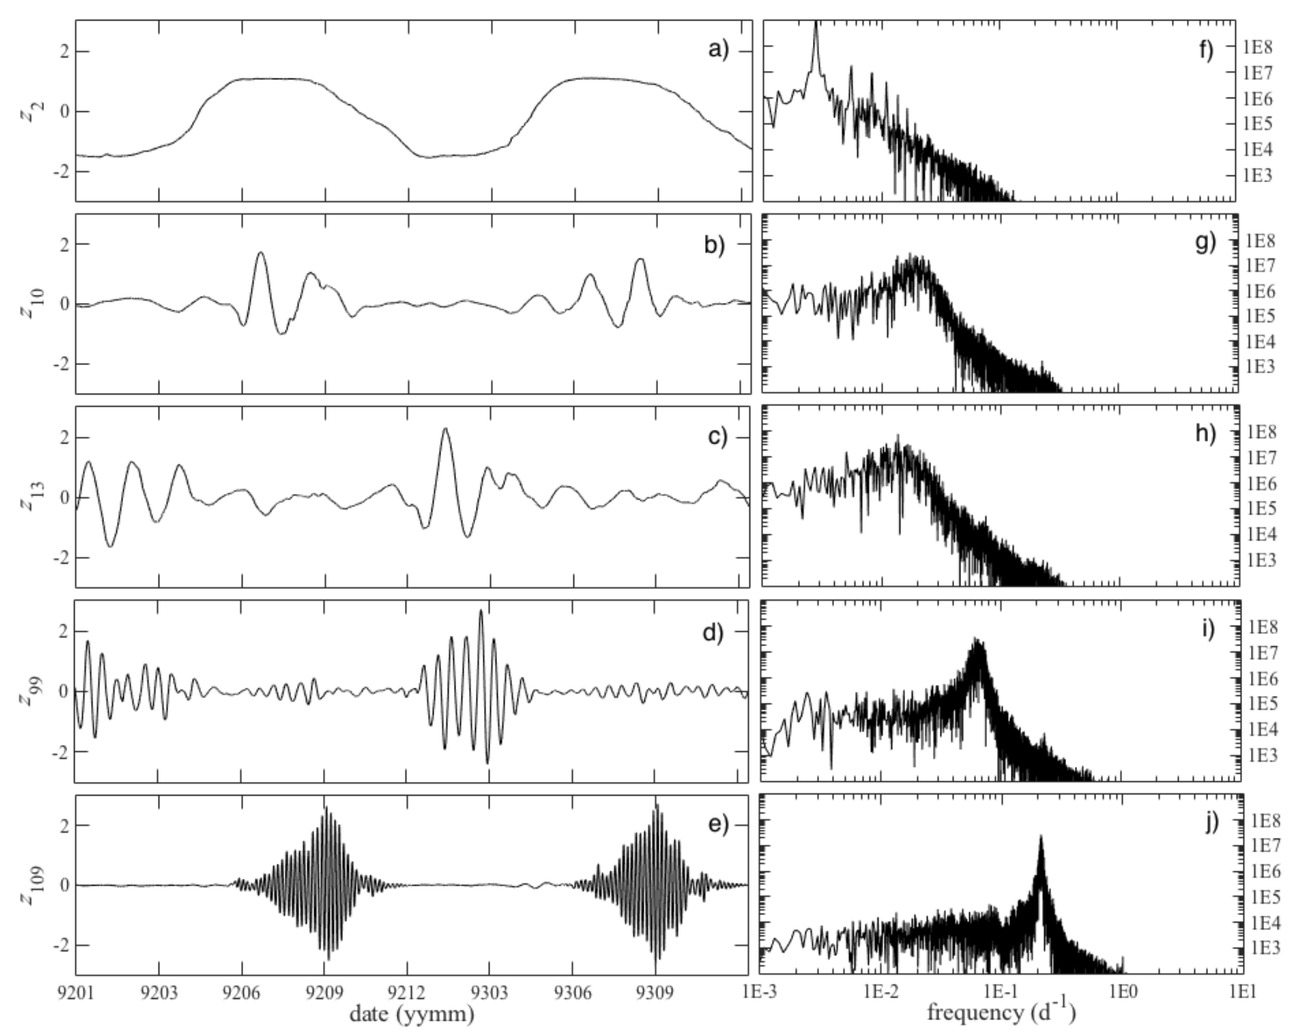 a) f)
2
0
-2
z2
1E8
1E7
1E6
1E5
1E4
1E3
b) g)
2
0
-2
z10
1E8
1E7
1E6
1E5
1E4
1E3
c) h)
2
0
-2
z13
1E8
1E7
1E6
1E5
1E4
1E3
d) i)
2
0
-2
z99
1E8
1E7
1E6
1E5
1E4
1E3
e) j)
2
0
-2
z109
1E8
1E7
1E6
1E5
1E4
1E3
9201 9203 9206 9209 9212 9303 9306 9309 1E-3 1E-2 1E-1 1E0 1E1
date (yymm) frequency (d-1)